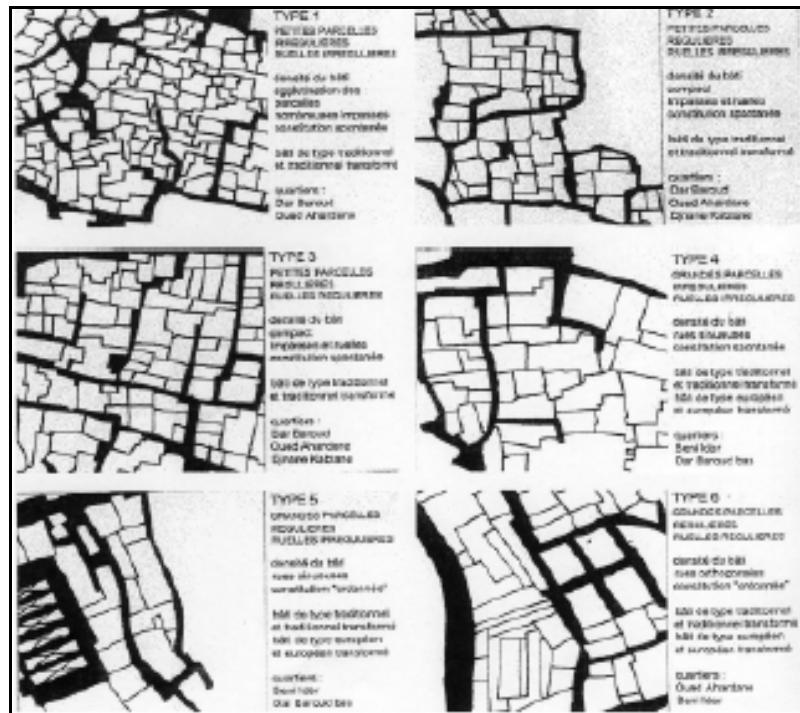 TYPE 1
PETITES PARCELLES
IRREGULIERES
RUELLES IRREGULIERES
densité du bâti
agglutination des
parcelles
nombreuses impasses
constitution spontanée
bâti de type traditionnel
et traditionnel transformé
quartiers :
Dar Baroud
Oued Ahardane
TYPE 2
PETITES PARCELLES
REGULIERES
RUELLES IRREGULIERES
densité du bâti
compact
impasses et ruelles
constitution spontanée
bâti de type traditionnel
et traditionnel transformé
quartiers :
Dar Baroud
Oued Ahardane
Djnane Kabtane
TYPE 3
PETITES PARCELLES
REGULIERES
RUELLES REGULIERES
densité du bâti
compact
impasses et ruelles
constitution spontanée
bâti de type traditionnel
et traditionnel transformé
quartiers :
Dar Baroud
Oued Ahardane
Djnane Kabtane
TYPE 4
GRANDES PARCELLES
IRREGULIERES
RUELLES IRREGULIERES
densité du bâti
rues sinueuses
constitution spontanée
bâti de type traditionnel
et traditionnel transformé
bâti de type européen
et européen transformé
quartiers :
Beni Ider
Dar Baroud bas
TYPE 5
GRANDES PARCELLES
REGULIERES
RUELLES IRREGULIERES
densité du bâti
rues sinueuses
constitution "ordonnée"
bâti de type traditionnel
et traditionnel transformé
bâti de type européen
et européen transformé
quartiers :
Beni Ider
Dar Baroud bas
TYPE 6
GRANDES PARCELLES
REGULIERES
RUELLES REGULIERES
densité du bâti
rues orthogonales
constitution "ordonnée"
bâti de type traditionnel
et traditionnel transformé
bâti de type européen
et européen transformé
quartiers :
Oued Ahardane
Beni Ider